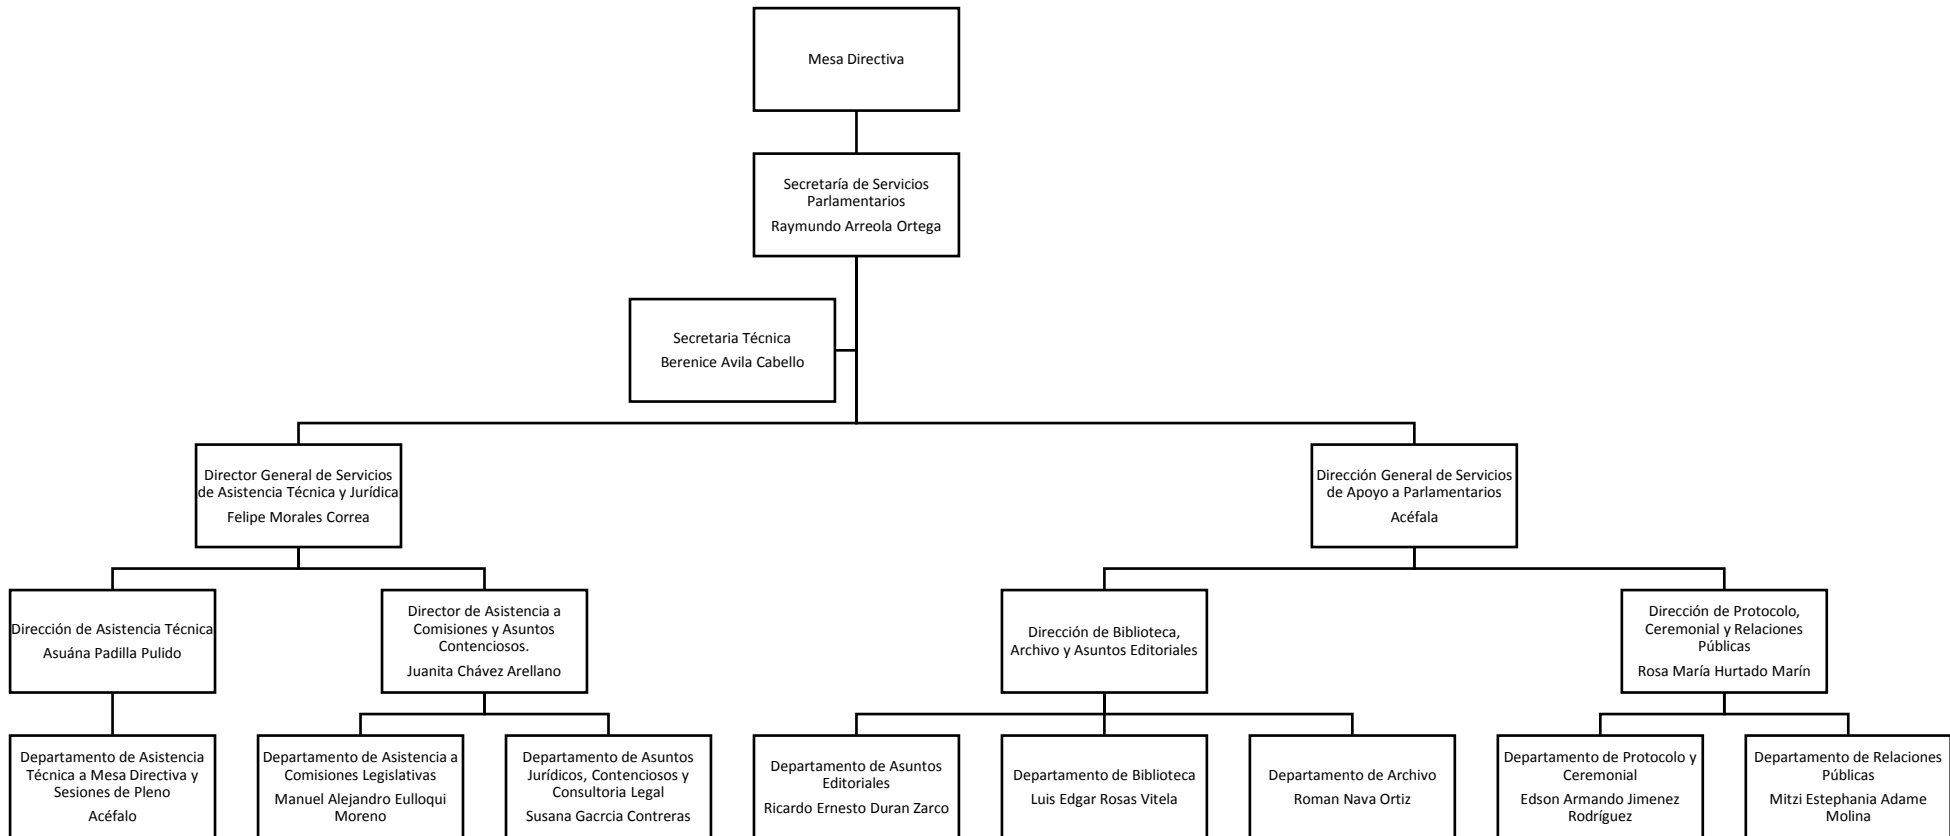 Mesa Directiva
Secretaría de Servicios
Parlamentarios
Raymundo Arreola Ortega
Secretaria Técnica
Berenice Avila Cabello
Director General de Servicios
de Asistencia Técnica y Jurídica
Felipe Morales Correa
Dirección General de Servicios
de Apoyo a Parlamentarios
Acéfala
Dirección de Asistencia Técnica
Asuána Padilla Pulido
Director de Asistencia a
Comisiones y Asuntos
Contenciosos.
Juanita Chávez Arellano
Dirección de Biblioteca,
Archivo y Asuntos Editoriales
Dirección de Protocolo,
Ceremonial y Relaciones
Públicas
Rosa María Hurtado Marín
Departamento de Asistencia
Técnica a Mesa Directiva y
Sesiones de Pleno
Acéfalo
Departamento de Asistencia a
Comisiones Legislativas
Manuel Alejandro Eulloqui
Moreno
Departamento de Asuntos
Jurídicos, Contenciosos y
Consultoria Legal
Susana Gacrcia Contreras
Departamento de Asuntos
Editoriales
Ricardo Ernesto Duran Zarco
Departamento de Biblioteca
Luis Edgar Rosas Vitela
Departamento de Archivo
Roman Nava Ortiz
Departamento de Protocolo y
Ceremonial
Edson Armando Jimenez
Rodríguez
Departamento de Relaciones
Públicas
Mitzi Estephania Adame
Molina